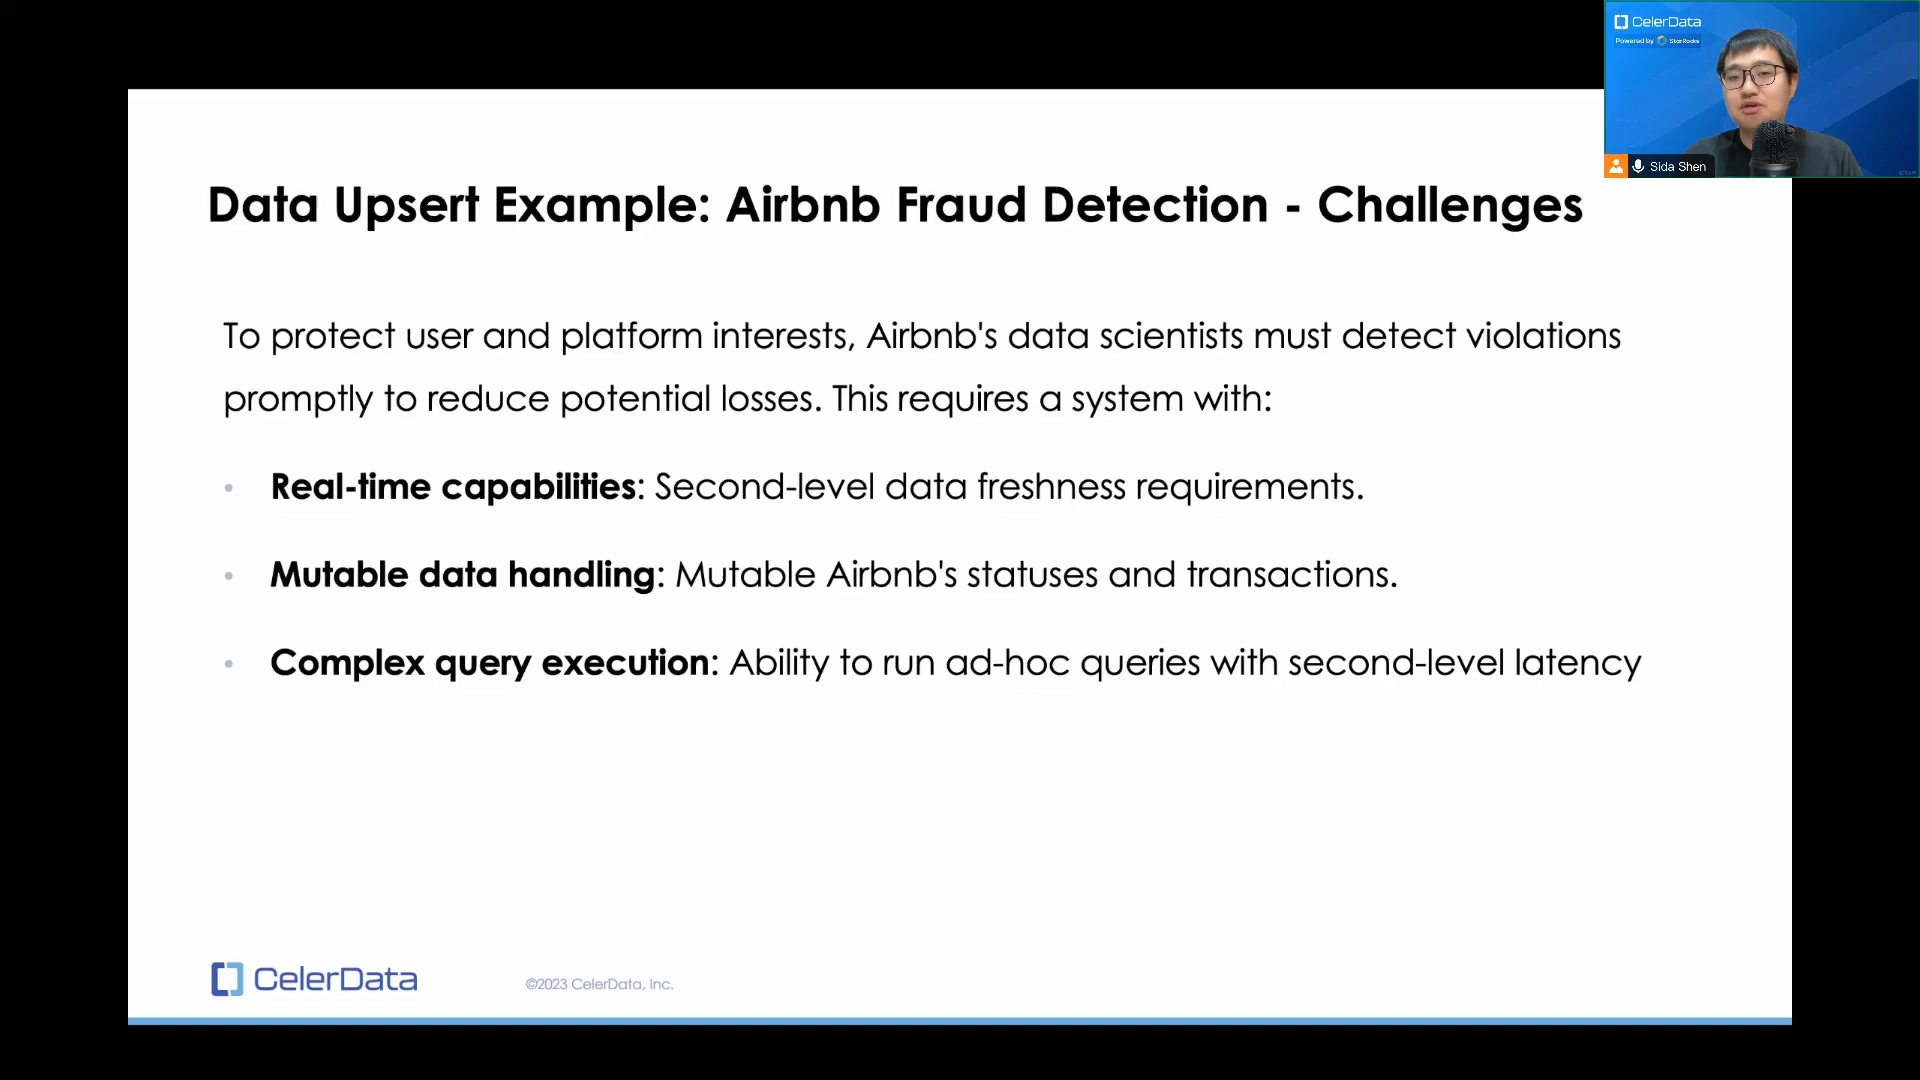 CelerData
Powered by StarRocks
Sida Shen
Data Upsert Example: Airbnb Fraud Detection - Challenges
To protect user and platform interests, Airbnb's data scientists must detect violations
promptly to reduce potential losses. This requires a system with:
• Real-time capabilities: Second-level data freshness requirements.
• Mutable data handling: Mutable Airbnb's statuses and transactions.
• Complex query execution: Ability to run ad-hoc queries with second-level latency
CelerData
©2023 CelerData, Inc.